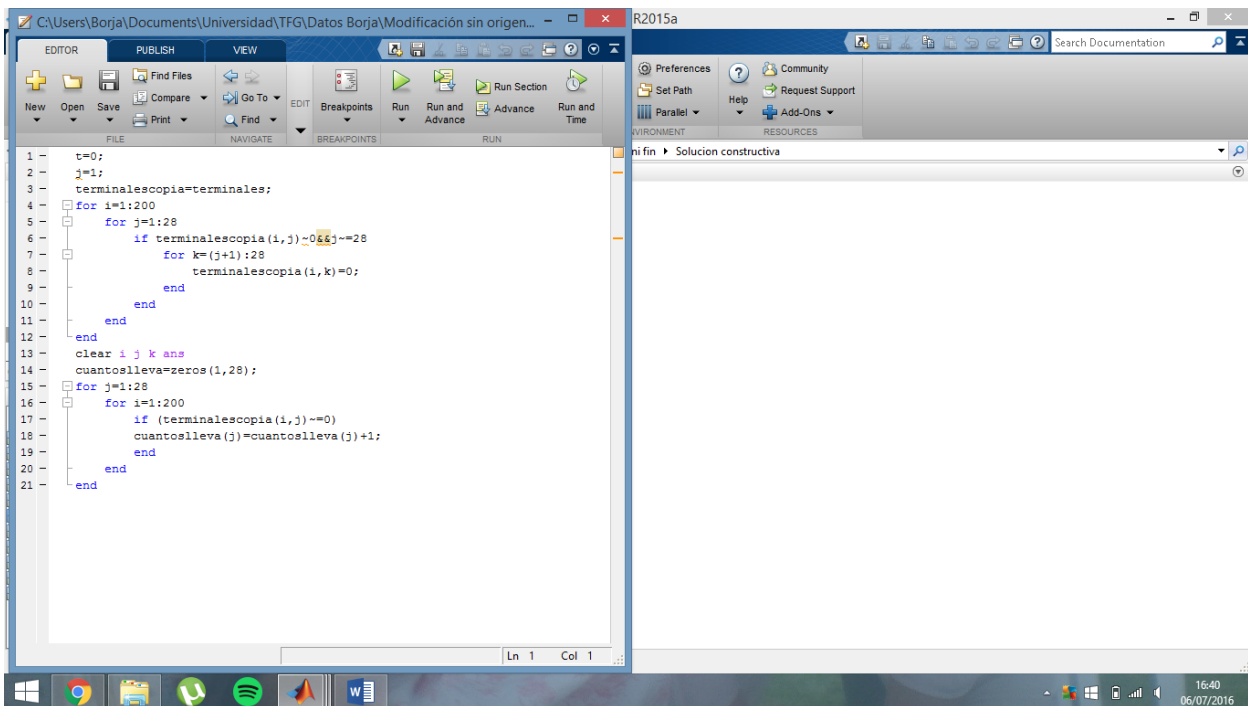 C:\Users\Borja\Documents\Universidad\TFG\Datos Borja\Modificación sin origen...
R2015a
EDITOR PUBLISH VIEW
Search Documentation
New
Open
Save
Find Files
Compare
Print
Go To
Find
EDIT
Breakpoints
Run
Run and Advance
Run Section
Advance
Run and Time
FILE NAVIGATE BREAKPOINTS RUN
Preferences
Set Path
Parallel
Help
Community
Request Support
Add-Ons
VIRONMENT RESOURCES
ni fin Solucion constructiva
1 - t=0;
2 - j=1;
3 - terminalescopia=terminales;
4 - for i=1:200
5 - for j=1:28
6 - if terminalescopia(i,j)~0&&j~=28
7 - for k=(j+1):28
8 - terminalescopia(i,k)=0;
9 - end
10 - end
11 - end
12 - end
13 - clear i j k ans
14 - cuantoslleva=zeros(1,28);
15 - for j=1:28
16 - for i=1:200
17 - if (terminalescopia(i,j)~=0)
18 - cuantoslleva(j)=cuantoslleva(j)+1;
19 - end
20 - end
21 - end
Ln 1 Col 1
16:40
06/07/2016